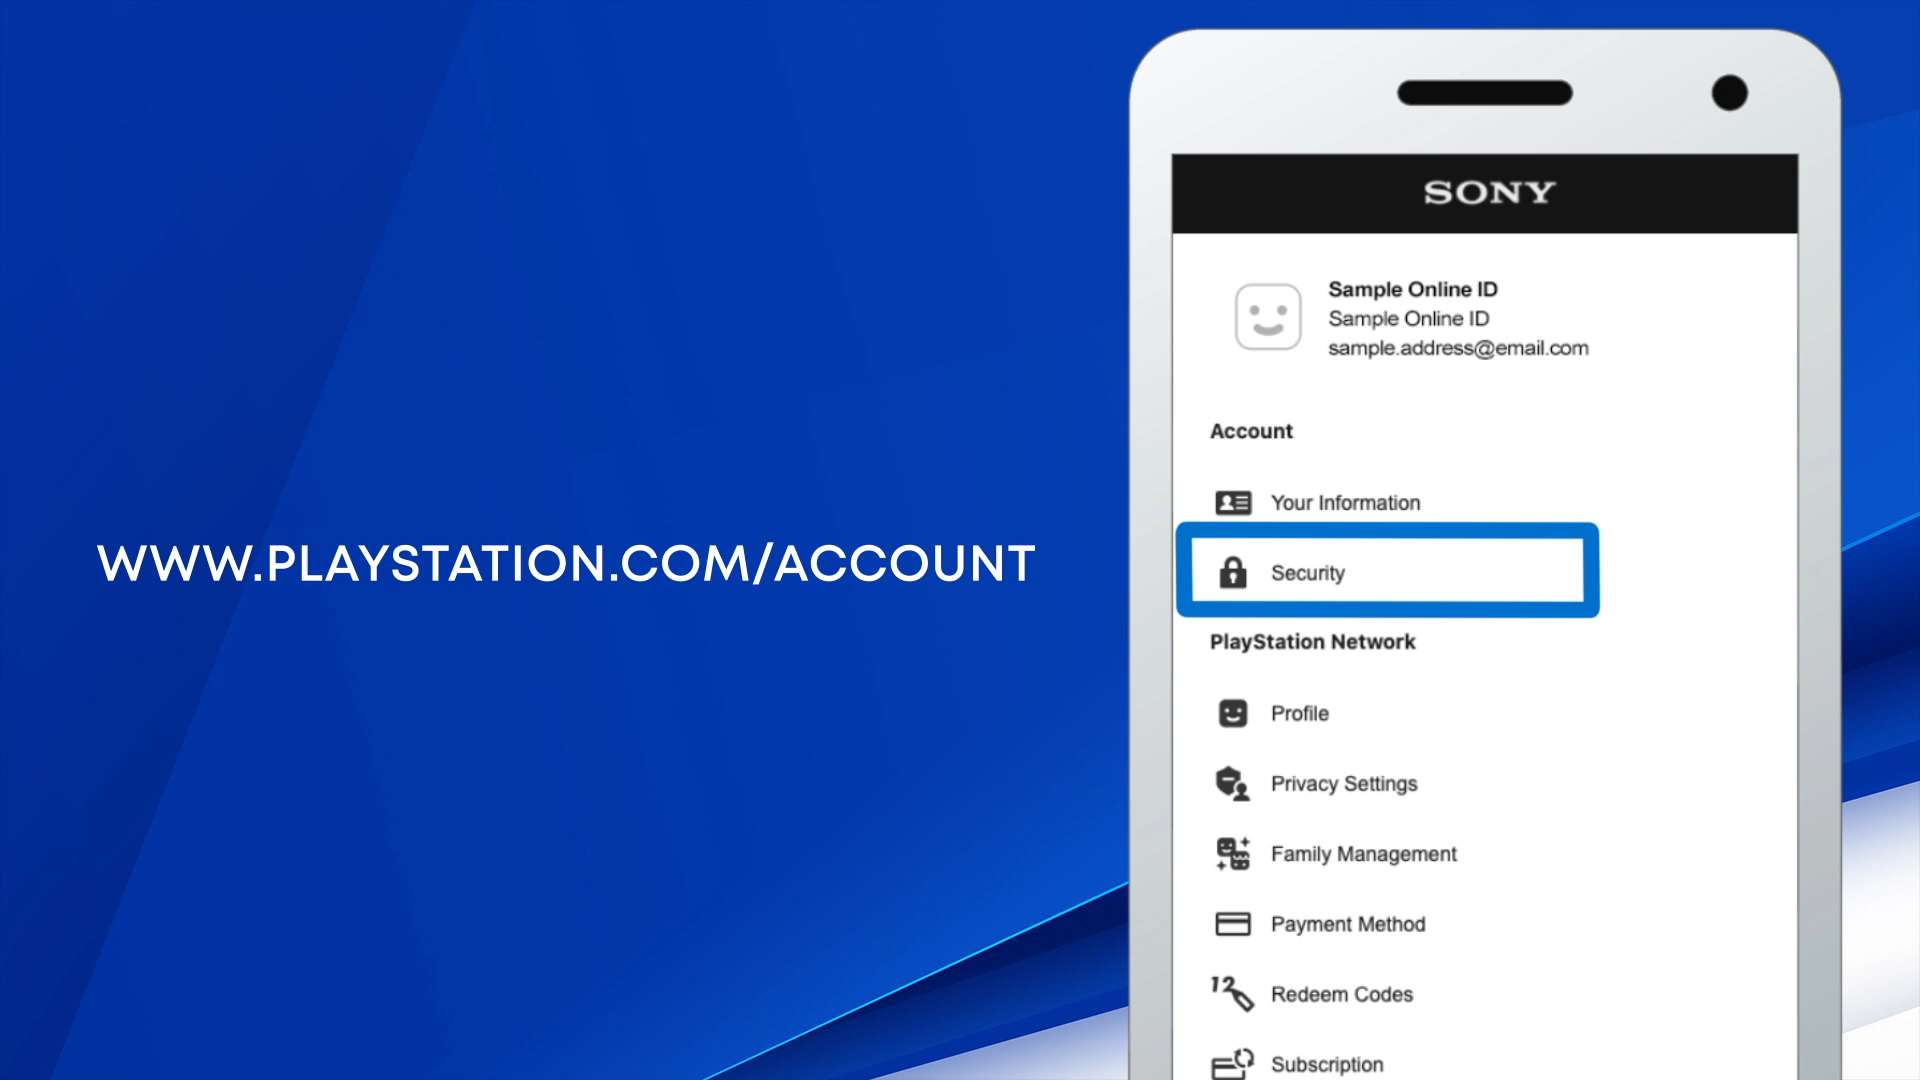 WWW.PLAYSTATION.COM/ACCOUNT
SONY
Sample Online ID
Sample Online ID
sample.address@email.com
Account
Your Information
Security
PlayStation Network
Profile
Privacy Settings
Family Management
Payment Method
12
Redeem Codes
Subscription